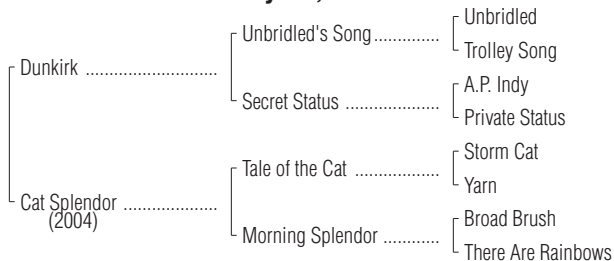 Unbridled
Unbridled's Song
Trolley Song
Dunkirk
A.P. Indy
Secret Status
Private Status
Storm Cat
Tale of the Cat
Yarn
Cat Splendor
(2004)
Broad Brush
Morning Splendor
There Are Rainbows